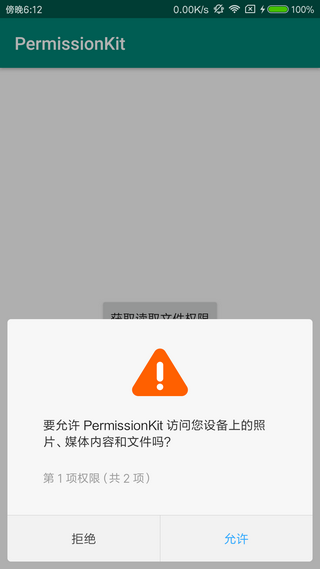 傍晚6:12 0.00K/s 100%
PermissionKit
获取读取文件权限
要允许 PermissionKit 访问您设备上的照
片、媒体内容和文件吗?
第 1 项权限 (共 2 项)
拒绝 允许